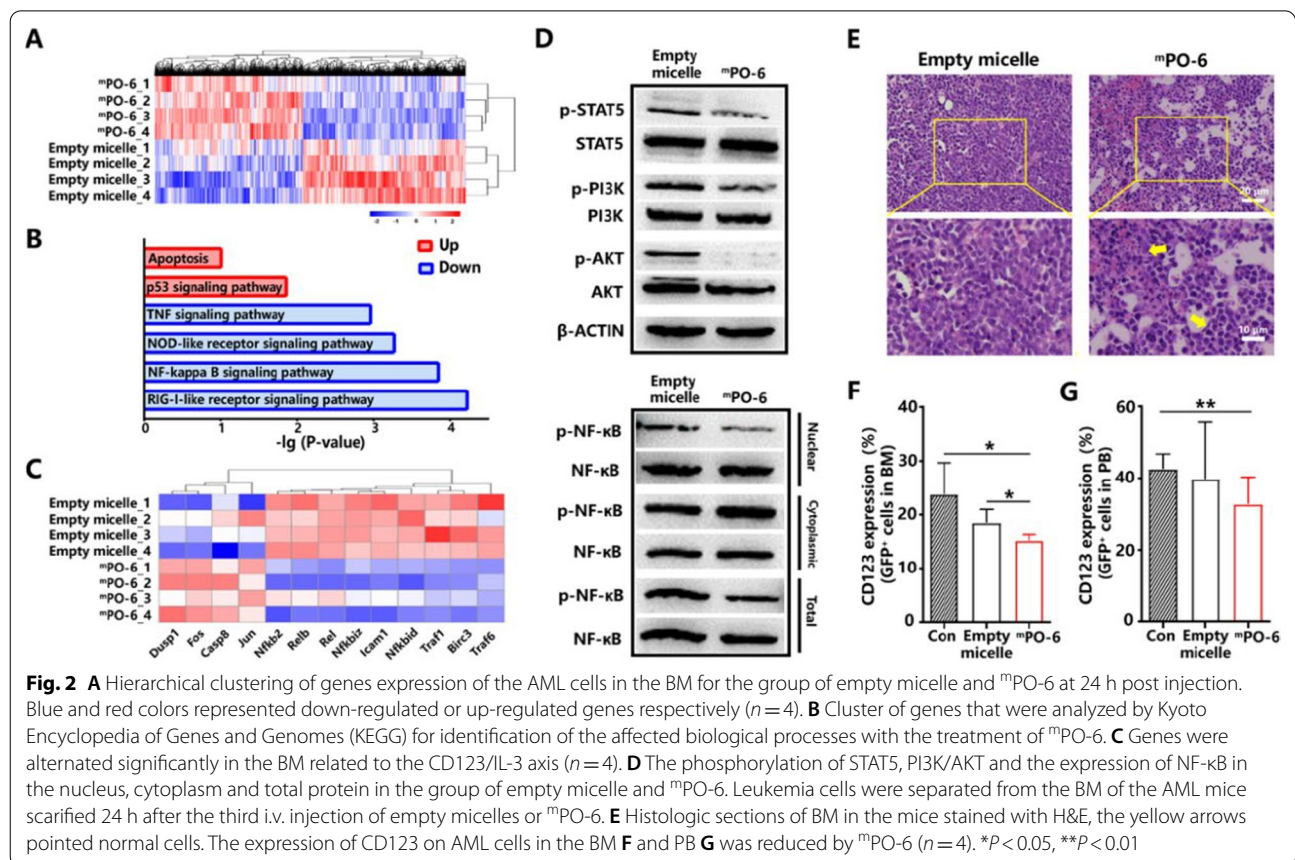 A
ᵐPO-6_1
ᵐPO-6_2
ᵐPO-6_3
ᵐPO-6_4
Empty micelle_1
Empty micelle_2
Empty micelle_3
Empty micelle_4
-2 -1 0 1 2
B
Up
Down
Apoptosis
p53 signaling pathway
TNF signaling pathway
NOD-like receptor signaling pathway
NF-kappa B signaling pathway
RIG-I-like receptor signaling pathway
0 1 2 3 4
-lg (P-value)
C
Empty micelle_1
Empty micelle_2
Empty micelle_3
Empty micelle_4
ᵐPO-6_1
ᵐPO-6_2
ᵐPO-6_3
ᵐPO-6_4
Dusp1 Fos Casp8 Jun Nfkb2 Relb Rel Nfkbiz Icam1 Nfkbid Traf1 Birc3 Traf6
D
Empty
micelle ᵐPO-6
p-STAT5
STAT5
p-PI3K
PI3K
p-AKT
AKT
β-ACTIN
Empty
micelle ᵐPO-6
p-NF-κB
NF-κB
Nuclear
p-NF-κB
NF-κB
Cytoplasmic
p-NF-κB
NF-κB
Total
E
Empty micelle ᵐPO-6
20 μm
10 μm
F
CD123 expression (%)
(GFP⁺ cells in BM)
40
30
20
10
0
*
*
Con Empty ᵐPO-6
micelle
G
CD123 expression (%)
(GFP⁺ cells in PB)
60
40
20
0
**
Con Empty ᵐPO-6
micelle
Fig. 2 A Hierarchical clustering of genes expression of the AML cells in the BM for the group of empty micelle and ᵐPO-6 at 24 h post injection.
Blue and red colors represented down-regulated or up-regulated genes respectively (n = 4). B Cluster of genes that were analyzed by Kyoto
Encyclopedia of Genes and Genomes (KEGG) for identification of the affected biological processes with the treatment of ᵐPO-6. C Genes were
alternated significantly in the BM related to the CD123/IL-3 axis (n = 4). D The phosphorylation of STAT5, PI3K/AKT and the expression of NF-κB in
the nucleus, cytoplasm and total protein in the group of empty micelle and ᵐPO-6. Leukemia cells were separated from the BM of the AML mice
scarified 24 h after the third i.v. injection of empty micelles or ᵐPO-6. E Histologic sections of BM in the mice stained with H&E, the yellow arrows
pointed normal cells. The expression of CD123 on AML cells in the BM F and PB G was reduced by ᵐPO-6 (n = 4). *P < 0.05, **P < 0.01